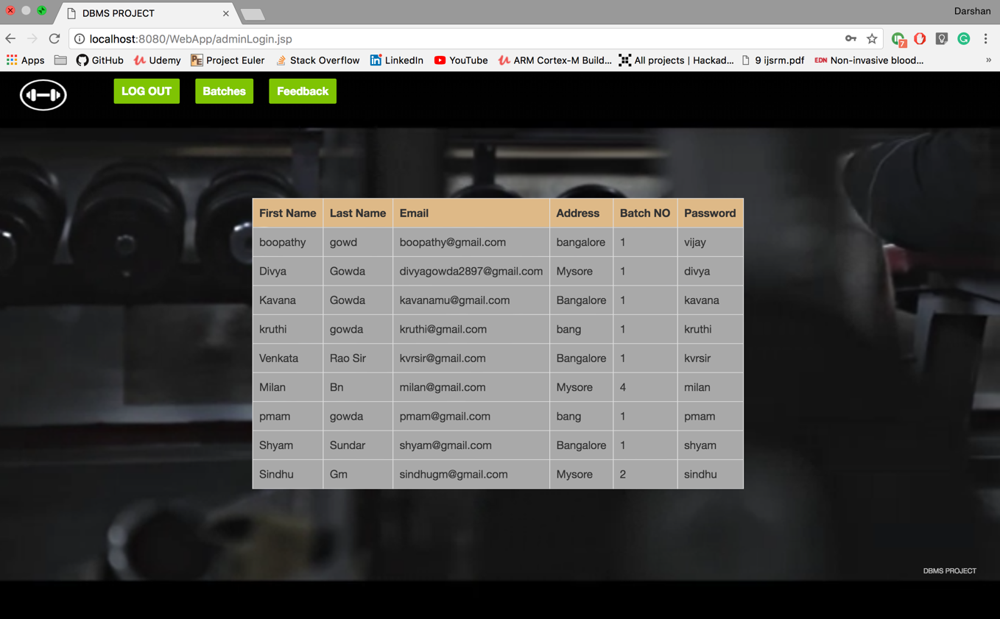 DBMS PROJECT
Darshan
localhost:8080/WebApp/adminLogin.jsp
7
Apps GitHub Udemy PE Project Euler Stack Overflow in LinkedIn YouTube ARM Cortex-M Build... All projects | Hackad... 9 ijsrm.pdf EDN Non-invasive blood... »
LOG OUT Batches Feedback
First Name Last Name Email Address Batch NO Password
boopathy gowd boopathy@gmail.com bangalore 1 vijay
Divya Gowda divyagowda2897@gmail.com Mysore 1 divya
Kavana Gowda kavanamu@gmail.com Bangalore 1 kavana
kruthi gowda kruthi@gmail.com bang 1 kruthi
Venkata Rao Sir kvrsir@gmail.com Bangalore 1 kvrsir
Milan Bn milan@gmail.com Mysore 4 milan
pmam gowda pmam@gmail.com bang 1 pmam
Shyam Sundar shyam@gmail.com Bangalore 1 shyam
Sindhu Gm sindhugm@gmail.com Mysore 2 sindhu
DBMS PROJECT